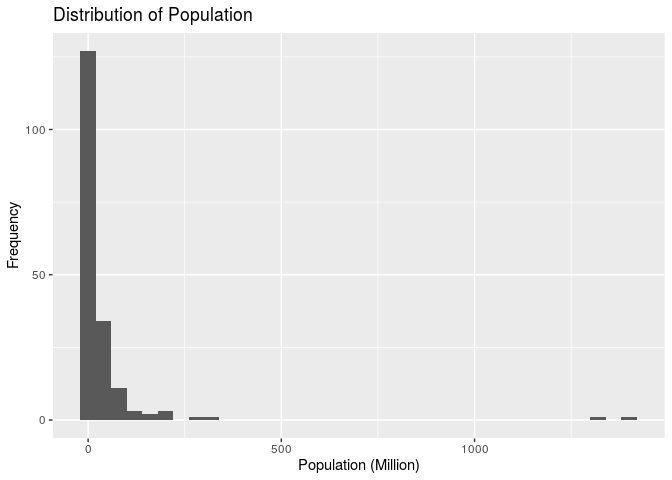 Distribution of Population
100
50
0
Frequency
0 500 1000
Population (Million)